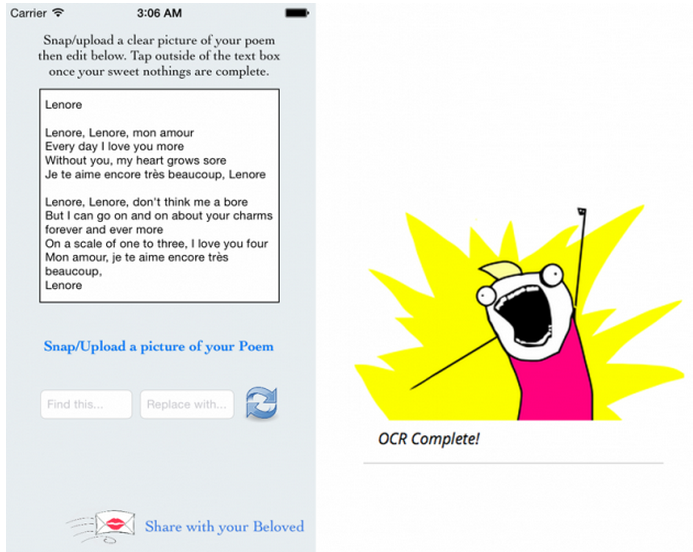 Carrier 3:06 AM
Snap/upload a clear picture of your poem
then edit below. Tap outside of the text box
once your sweet nothings are complete.
Lenore
Lenore, Lenore, mon amour
Every day I love you more
Without you, my heart grows sore
Je te aime encore très beaucoup, Lenore
Lenore, Lenore, don't think me a bore
But I can go on and on about your charms
forever and ever more
On a scale of one to three, I love you four
Mon amour, je te aime encore très
beaucoup,
Lenore
Snap/Upload a picture of your Poem
Find this... Replace with...
Share with your Beloved
OCR Complete!